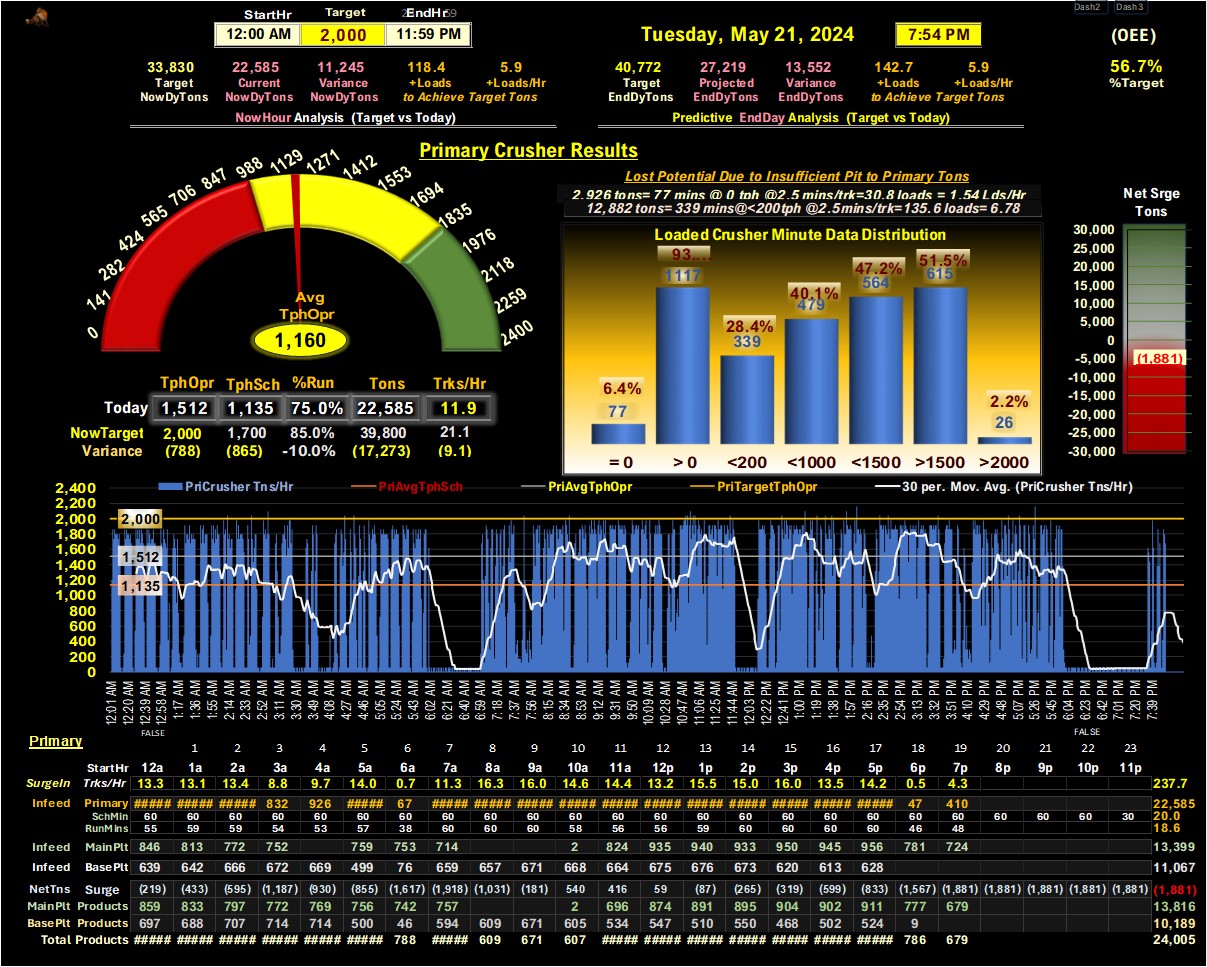 StartHr Target EndHr Dash2 Dash3
12:00 AM 2,000 11:59 PM Tuesday, May 21, 2024 7:54 PM (OEE)
33,830 22,585 11,245 118.4 5.9 40,772 27,219 13,552 142.7 5.9 56.7%
Target Current Variance +Loads +Loads/Hr Target Projected Variance +Loads +Loads/Hr %Target
NowDyTons NowDyTons NowDyTons to Achieve Target Tons EndDyTons EndDyTons EndDyTons to Achieve Target Tons
NowHour Analysis (Target vs Today) Predictive EndDay Analysis (Target vs Today)
Primary Crusher Results
0 141 282 424 565 706 847 988 1129 1271 1412 1553 1694 1835 1976 2118 2259 2400
Avg
TphOpr
1,160
Lost Potential Due to Insufficient Pit to Primary Tons
2,926 tons= 77 mins @ 0 tph @2.5 mins/trk=30.8 loads = 1.54 Lds/Hr
12,882 tons= 339 mins@<200tph @2.5mins/trk=135.6 loads= 6.78
Loaded Crusher Minute Data Distribution
6.4% 93.... 28.4% 40.1% 47.2% 51.5% 2.2%
77 1117 339 479 564 615 26
= 0 > 0 <200 <1000 <1500 >1500 >2000
Net Srge
Tons
30,000
25,000
20,000
15,000
10,000
5,000
0
-5,000
(1,881)
-10,000
-15,000
-20,000
-25,000
-30,000
TphOpr TphSch %Run Tons Trks/Hr
Today 1,512 1,135 75.0% 22,585 11.9
NowTarget 2,000 1,700 85.0% 39,800 21.1
Variance (788) (865) -10.0% (17,273) (9.1)
PriCrusher Tns/Hr PriAvgTphSch PriAvgTphOpr PriTargetTphOpr 30 per. Mov. Avg. (PriCrusher Tns/Hr)
2,400
2,200
2,000
1,800
1,600
1,400
1,200
1,000
800
600
400
200
0
2,000
1,512
1,135
12:01 AM 12:20 AM 12:39 AM 12:58 AM 1:17 AM 1:36 AM 1:55 AM 2:14 AM 2:33 AM 2:52 AM 3:11 AM 3:30 AM 3:49 AM 4:08 AM 4:27 AM 4:46 AM 5:05 AM 5:24 AM 5:43 AM 6:02 AM 6:21 AM 6:40 AM 6:59 AM 7:18 AM 7:37 AM 7:56 AM 8:15 AM 8:34 AM 8:53 AM 9:12 AM 9:31 AM 9:50 AM 10:09 AM 10:28 AM 10:47 AM 11:06 AM 11:25 AM 11:44 AM 12:03 PM 12:22 PM 12:41 PM 1:00 PM 1:19 PM 1:38 PM 1:57 PM 2:16 PM 2:35 PM 2:54 PM 3:13 PM 3:32 PM 3:51 PM 4:10 PM 4:29 PM 4:48 PM 5:07 PM 5:26 PM 5:45 PM 6:04 PM 6:23 PM 6:42 PM 7:01 PM 7:20 PM 7:39 PM
FALSE FALSE
Primary 1 2 3 4 5 6 7 8 9 10 11 12 13 14 15 16 17 18 19 20 21 22 23
StartHr 12a 1a 2a 3a 4a 5a 6a 7a 8a 9a 10a 11a 12p 1p 2p 3p 4p 5p 6p 7p 8p 9p 10p 11p
SurgeIn Trks/Hr 13.3 13.1 13.4 8.8 9.7 14.0 0.7 11.3 16.3 16.0 14.6 14.4 13.2 15.5 15.0 16.0 13.5 14.2 0.5 4.3 237.7
Infeed Primary ##### ##### ##### 832 926 ##### 67 ##### ##### ##### ##### ##### ##### ##### ##### ##### ##### ##### 47 410 22,585
SchMin 60 60 60 60 60 60 60 60 60 60 60 60 60 60 60 60 60 60 60 60 60 60 60 30 20.0
RunMins 55 59 59 54 53 57 38 60 60 60 58 56 56 59 60 60 60 60 46 48 18.6
Infeed MainPlt 846 813 772 752 759 753 714 2 824 935 940 933 950 945 956 781 724 13,399
Infeed BasePlt 639 642 666 672 669 499 76 659 657 671 668 664 675 676 673 620 613 628 11,067
NetTns Surge (219) (433) (595) (1,187) (930) (855) (1,617) (1,918) (1,031) (181) 540 416 59 (87) (265) (319) (599) (833) (1,567) (1,881) (1,881) (1,881) (1,881) (1,881) (1,881)
MainPlt Products 859 833 797 772 769 756 742 757 2 696 874 891 895 904 902 911 777 679 13,816
BasePlt Products 697 688 707 714 714 500 46 594 609 671 605 534 547 510 550 468 502 524 9 10,189
Total Products ##### ##### ##### ##### ##### ##### 788 ##### 609 671 607 ##### ##### ##### ##### ##### ##### ##### 786 679 24,005